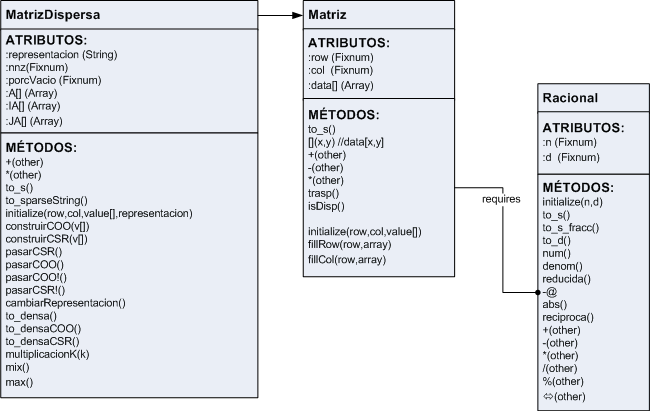 MatrizDispersa
ATRIBUTOS:
:representacion (String)
:nnz(Fixnum)
:porcVacio (Fixnum)
:A[] (Array)
:IA[] (Array)
:JA[] (Array)
MÉTODOS:
+(other)
*(other)
to_s()
to_sparseString()
initialize(row,col,value[],representacion)
construirCOO(v[])
construirCSR(v[])
pasarCSR()
pasarCOO()
pasarCOO!()
pasarCSR!()
cambiarRepresentacion()
to_densa()
to_densaCOO()
to_densaCSR()
multiplicacionK(k)
mix()
max()
Matriz
ATRIBUTOS:
:row (Fixnum)
:col (Fixnum)
:data[] (Array)
MÉTODOS:
to_s()
[](x,y) //data[x,y]
+(other)
-(other)
*(other)
trasp()
isDisp()
initialize(row,col,value[])
fillRow(row,array)
fillCol(row,array)
requires
Racional
ATRIBUTOS:
:n (Fixnum)
:d (Fixnum)
MÉTODOS:
initialize(n,d)
to_s()
to_s_fracc()
to_d()
num()
denom()
reducida()
-@
abs()
reciproca()
+(other)
-(other)
*(other)
/(other)
%(other)
⬄(other)